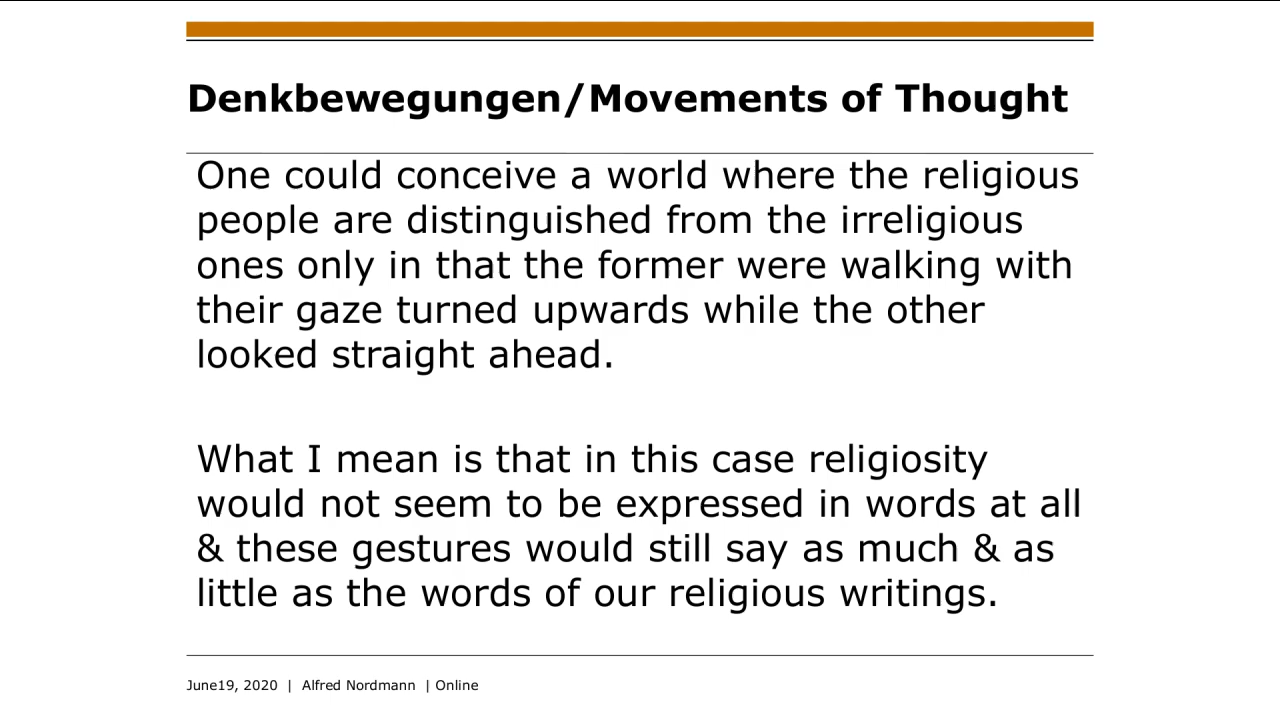 Denkbewegungen/Movements of Thought
One could conceive a world where the religious
people are distinguished from the irreligious
ones only in that the former were walking with
their gaze turned upwards while the other
looked straight ahead.
What I mean is that in this case religiosity
would not seem to be expressed in words at all
& these gestures would still say as much & as
little as the words of our religious writings.
June19, 2020 | Alfred Nordmann | Online